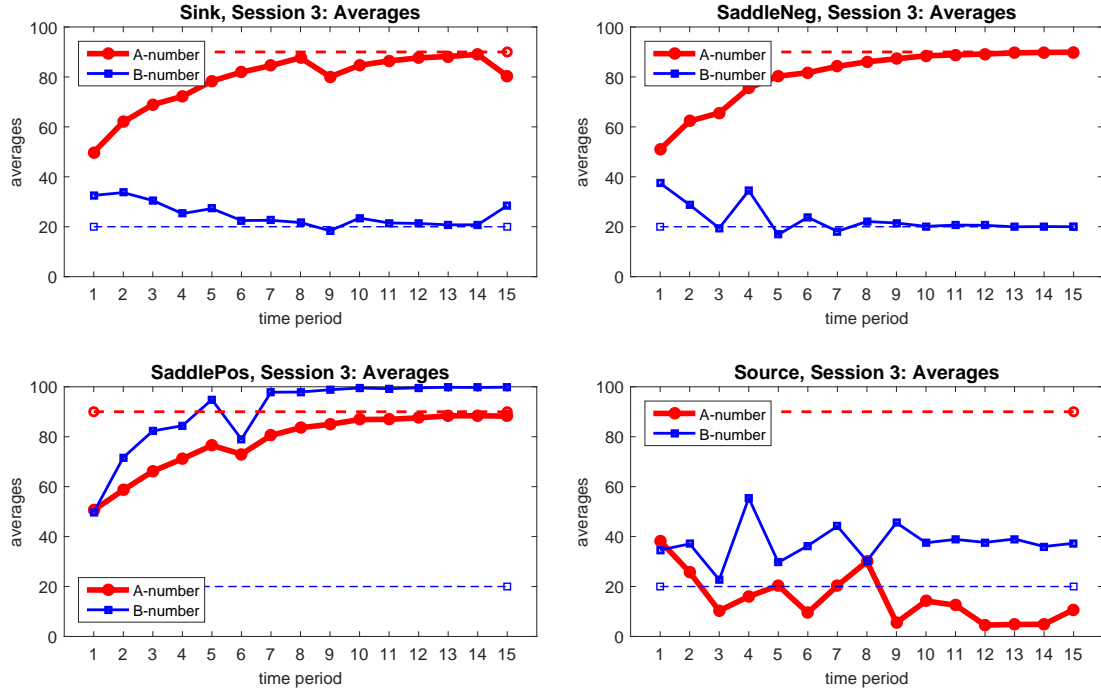 Sink, Session 3: Averages
100
80
60
40
20
0
averages
A-number
B-number
1 2 3 4 5 6 7 8 9 10 11 12 13 14 15
time period
SaddleNeg, Session 3: Averages
100
80
60
40
20
0
averages
A-number
B-number
1 2 3 4 5 6 7 8 9 10 11 12 13 14 15
time period
SaddlePos, Session 3: Averages
100
80
60
40
20
0
averages
A-number
B-number
1 2 3 4 5 6 7 8 9 10 11 12 13 14 15
time period
Source, Session 3: Averages
100
80
60
40
20
0
averages
A-number
B-number
1 2 3 4 5 6 7 8 9 10 11 12 13 14 15
time period